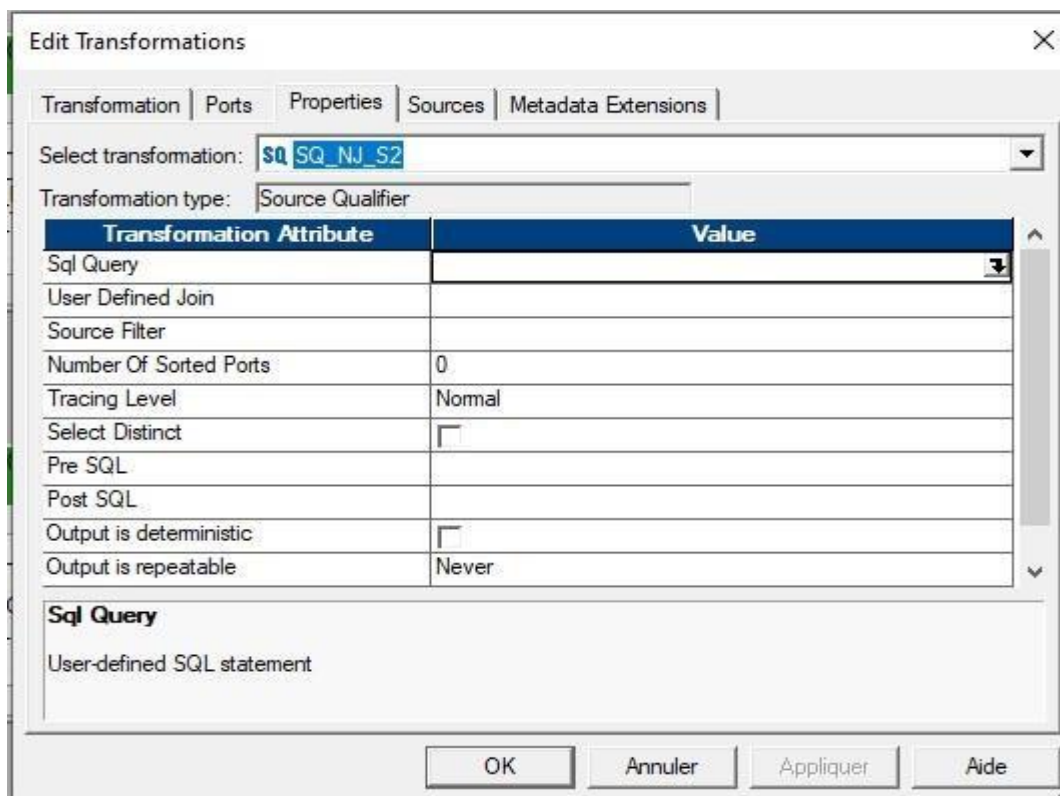 Edit Transformations
Transformation Ports Properties Sources Metadata Extensions
Select transformation: SQ SQ_NJ_S2
Transformation type: Source Qualifier
Transformation Attribute Value
Sql Query
User Defined Join
Source Filter
Number Of Sorted Ports 0
Tracing Level Normal
Select Distinct
Pre SQL
Post SQL
Output is deterministic
Output is repeatable Never
Sql Query
User-defined SQL statement
OK Annuler Appliquer Aide